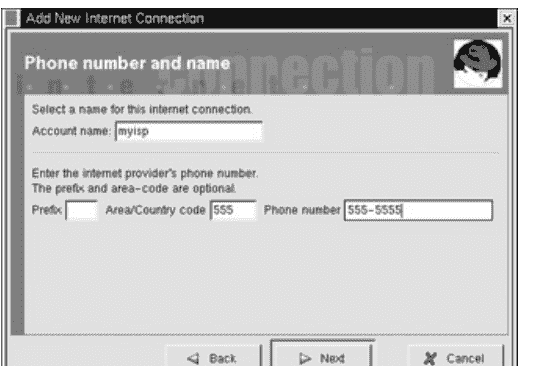 Add New Internet Connection
Phone number and name
connection
Select a name for this internet connection.
Account name: myisp
Enter the internet provider's phone number.
The prefix and area-code are optional.
Prefix Area/Country code 555 Phone number 555-5555
Back Next Cancel